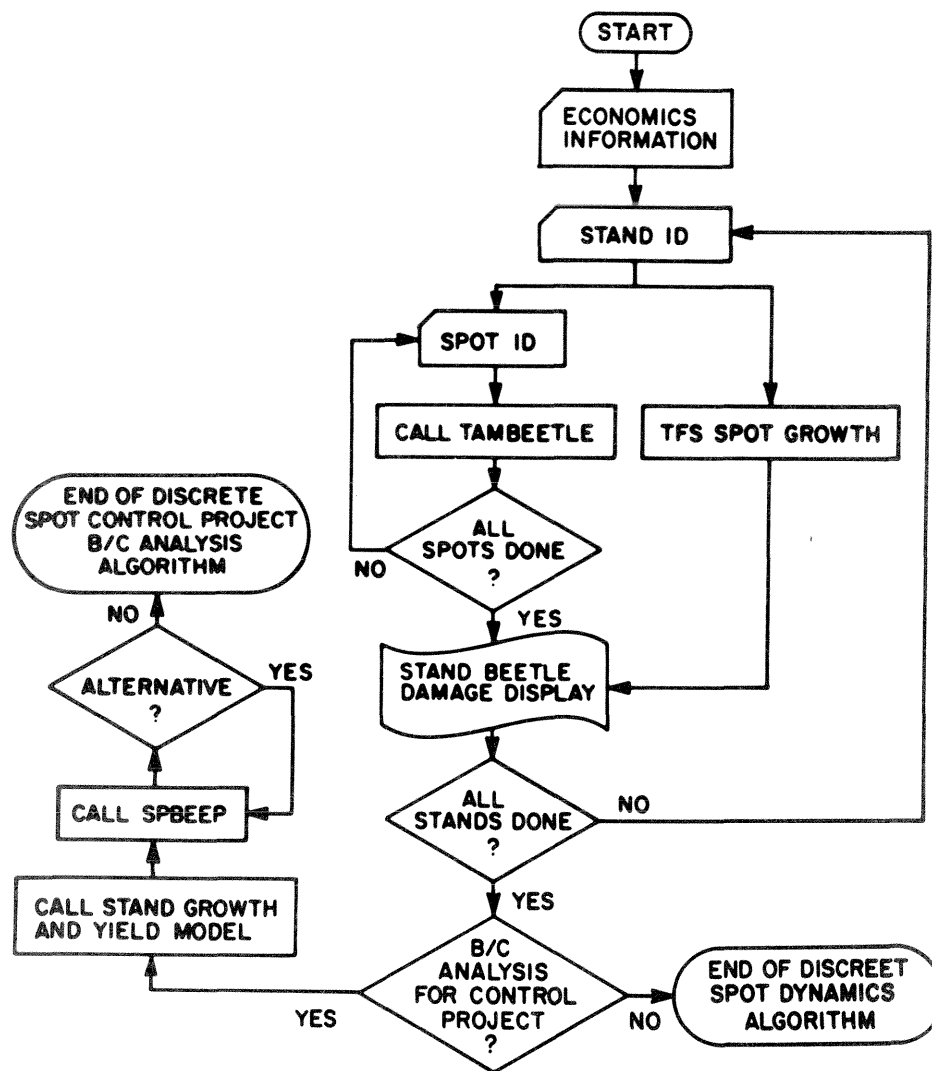 START
ECONOMICS
INFORMATION
STAND ID
SPOT ID
CALL TAMBEETLE
TFS SPOT GROWTH
ALL
SPOTS DONE
?
NO
YES
STAND BEETLE
DAMAGE DISPLAY
ALL
STANDS DONE
?
NO
YES
B/C
ANALYSIS
FOR CONTROL
PROJECT
?
NO
YES
END OF DISCREET
SPOT DYNAMICS
ALGORITHM
CALL STAND GROWTH
AND YIELD MODEL
CALL SPBEEP
ALTERNATIVE
?
YES
NO
END OF DISCRETE
SPOT CONTROL PROJECT
B/C ANALYSIS
ALGORITHM